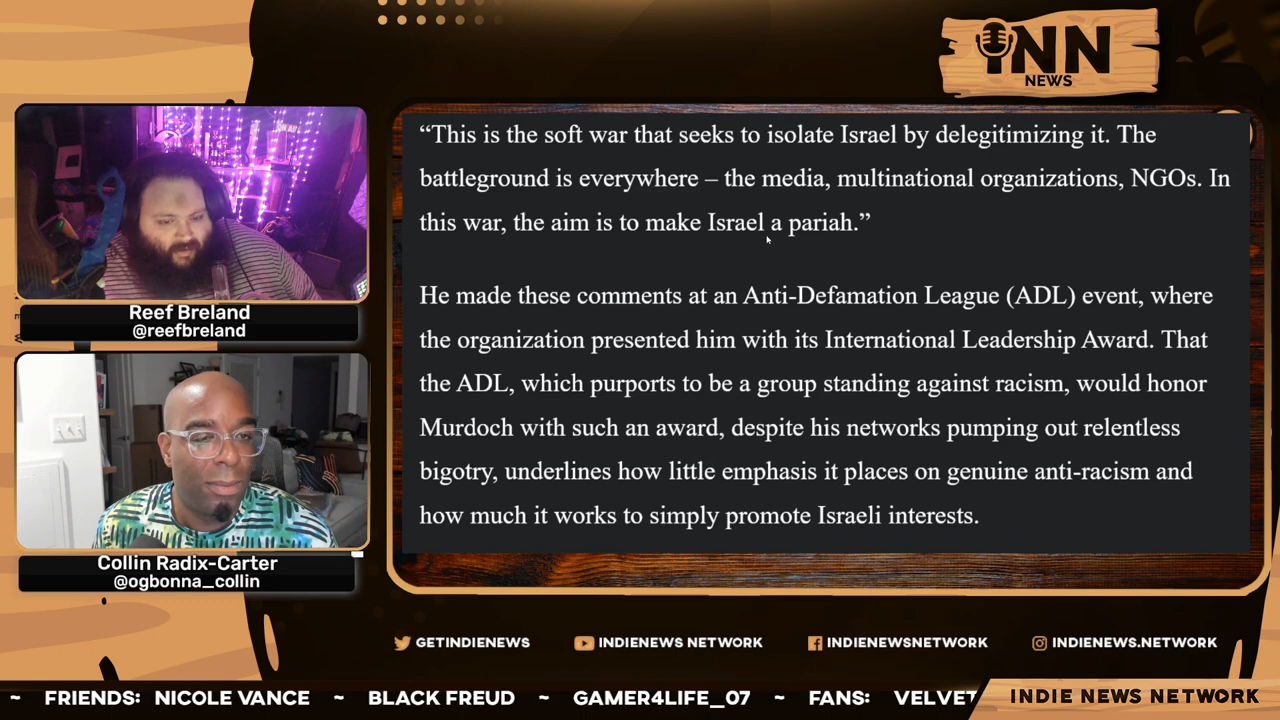 INN
NEWS
“This is the soft war that seeks to isolate Israel by delegitimizing it. The
battleground is everywhere – the media, multinational organizations, NGOs. In
this war, the aim is to make Israel a pariah.”
He made these comments at an Anti-Defamation League (ADL) event, where
the organization presented him with its International Leadership Award. That
the ADL, which purports to be a group standing against racism, would honor
Murdoch with such an award, despite his networks pumping out relentless
bigotry, underlines how little emphasis it places on genuine anti-racism and
how much it works to simply promote Israeli interests.
Reef Breland
@reefbreland
Collin Radix-Carter
@ogbonna_collin
GETINDIENEWS
INDIENEWS NETWORK
INDIENEWSNETWORK
INDIENEWS.NETWORK
~ FRIENDS: NICOLE VANCE ~ BLACK FREUD ~ GAMER4LIFE_07 ~ FANS: VELVET
INDIE NEWS NETWORK